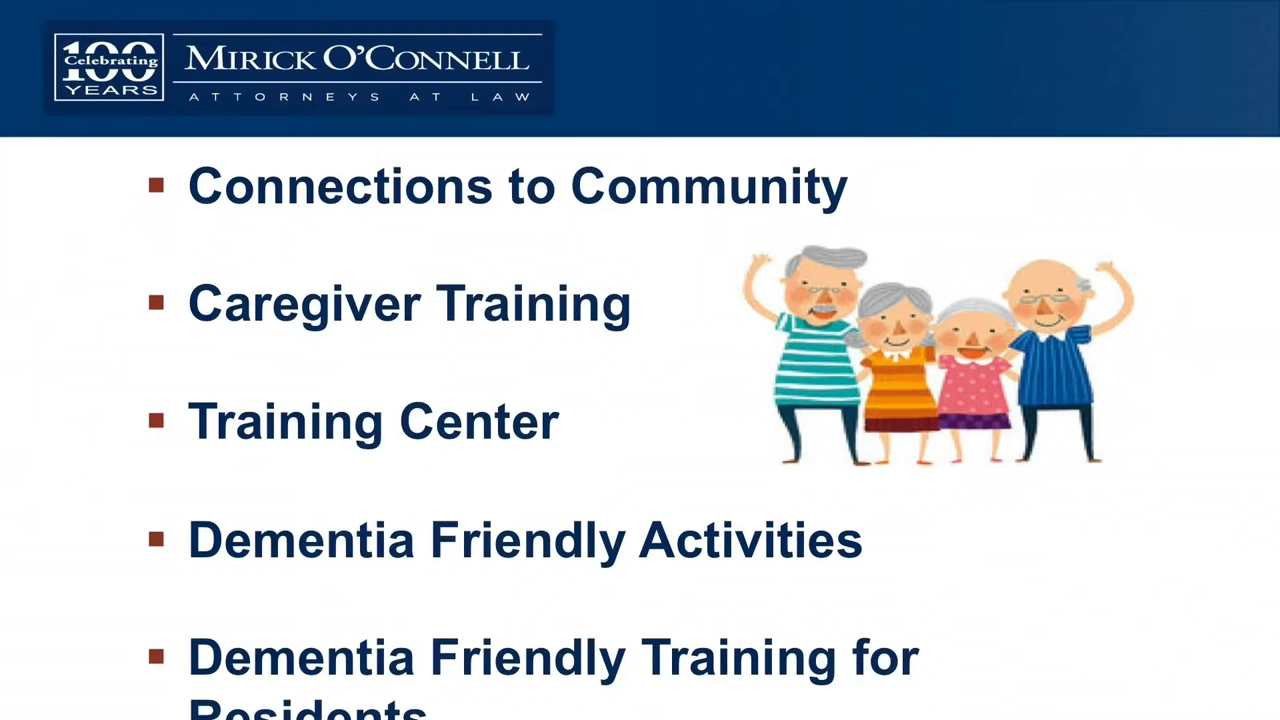 Celebrating
100
YEARS
MIRICK O'CONNELL
ATTORNEYS AT LAW
▪ Connections to Community
▪ Caregiver Training
▪ Training Center
▪ Dementia Friendly Activities
▪ Dementia Friendly Training for
Residents